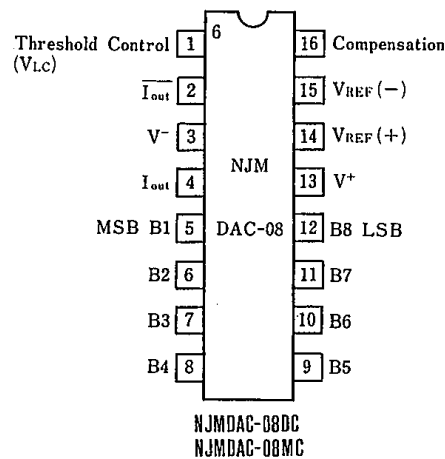 6
Threshold Control 1 16 Compensation
(VLC)
Iout 2 15 VREF(−)
V− 3 14 VREF(+)
NJM
Iout 4 13 V+
MSB B1 5 DAC-08 12 B8 LSB
B2 6 11 B7
B3 7 10 B6
B4 8 9 B5
NJMDAC-08DC
NJMDAC-08MC